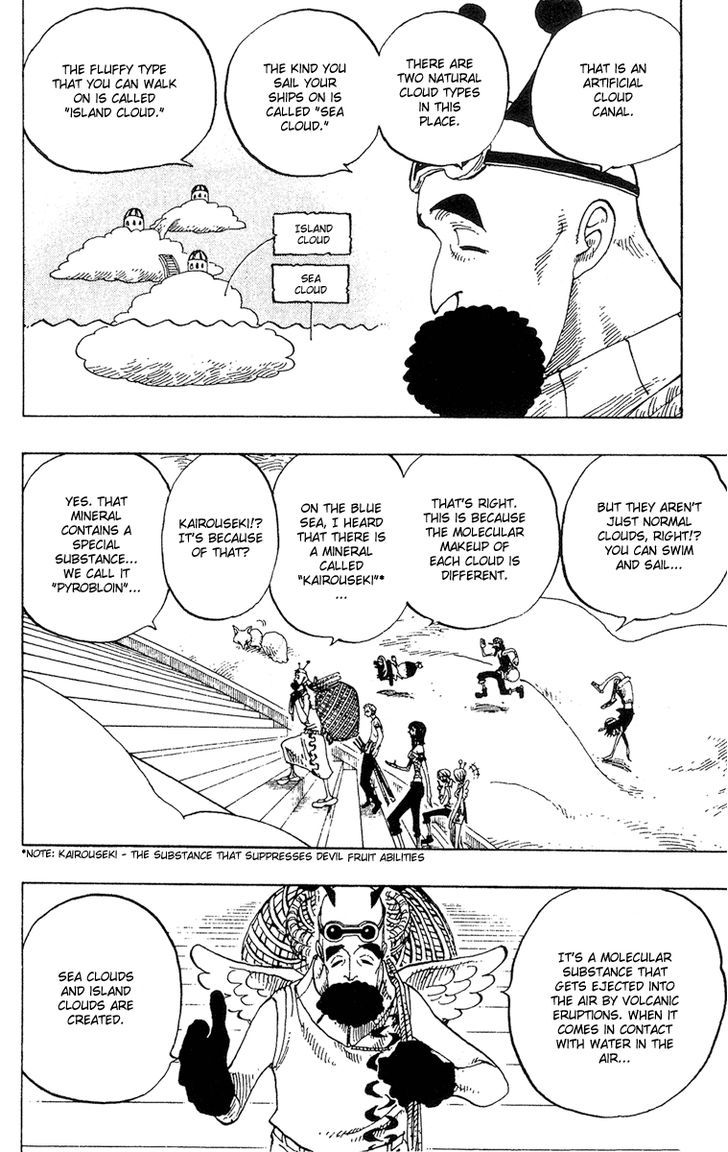 THAT IS AN
ARTIFICIAL
CLOUD
CANAL.
THERE ARE
TWO NATURAL
CLOUD TYPES
IN THIS
PLACE.
THE KIND YOU
SAIL YOUR
SHIPS ON IS
CALLED "SEA
CLOUD."
THE FLUFFY TYPE
THAT YOU CAN WALK
ON IS CALLED
"ISLAND CLOUD."
ISLAND
CLOUD
SEA
CLOUD
BUT THEY AREN'T
JUST NORMAL
CLOUDS, RIGHT!?
YOU CAN SWIM
AND SAIL...
THAT'S RIGHT.
THIS IS BECAUSE
THE MOLECULAR
MAKEUP OF
EACH CLOUD IS
DIFFERENT.
ON THE BLUE
SEA, I HEARD
THAT THERE IS
A MINERAL
CALLED
"KAIROUSEKI"*
...
KAIROUSEKI!?
IT'S BECAUSE
OF THAT?
YES. THAT
MINERAL
CONTAINS A
SPECIAL
SUBSTANCE...
WE CALL IT
"PYROBLOIN"...
*NOTE: KAIROUSEKI - THE SUBSTANCE THAT SUPPRESSES DEVIL FRUIT ABILITIES
IT'S A MOLECULAR
SUBSTANCE THAT
GETS EJECTED INTO
THE AIR BY VOLCANIC
ERUPTIONS. WHEN IT
COMES IN CONTACT
WITH WATER IN THE
AIR...
SEA CLOUDS
AND ISLAND
CLOUDS ARE
CREATED.